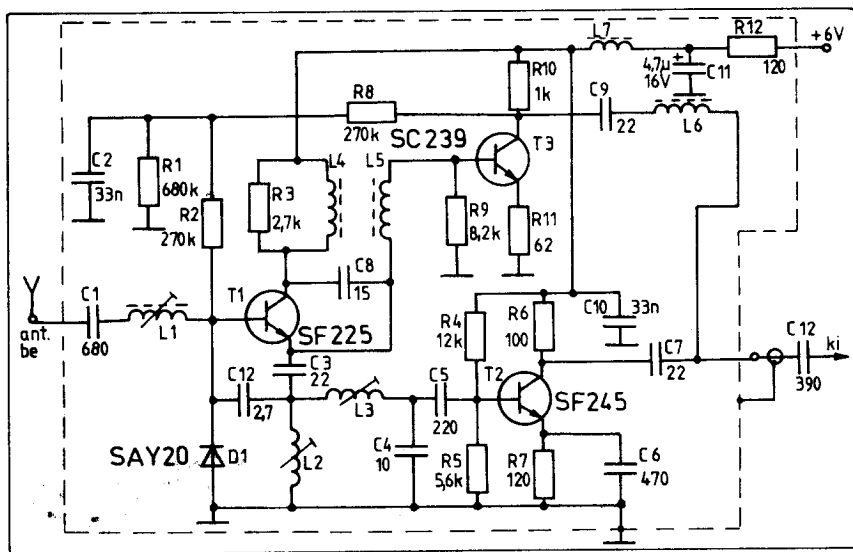 L7
R12
+6V
120
4,7µ
16V
+
C11
R10
1k
R8
270k
C9
22
L6
SC239
T3
C2
33n
R1
680k
R2
270k
R3
2,7k
L4
L5
R9
8,2k
R11
62
C8
15
T1
SF225
C1
680
L1
ant.
be
C3
22
C12
2,7
L3
L2
C4
10
C5
220
R4
12k
R6
100
C10
33n
T2
SF245
C7
22
C12
390
ki
SAY20
D1
R5
5,6k
R7
120
C6
470